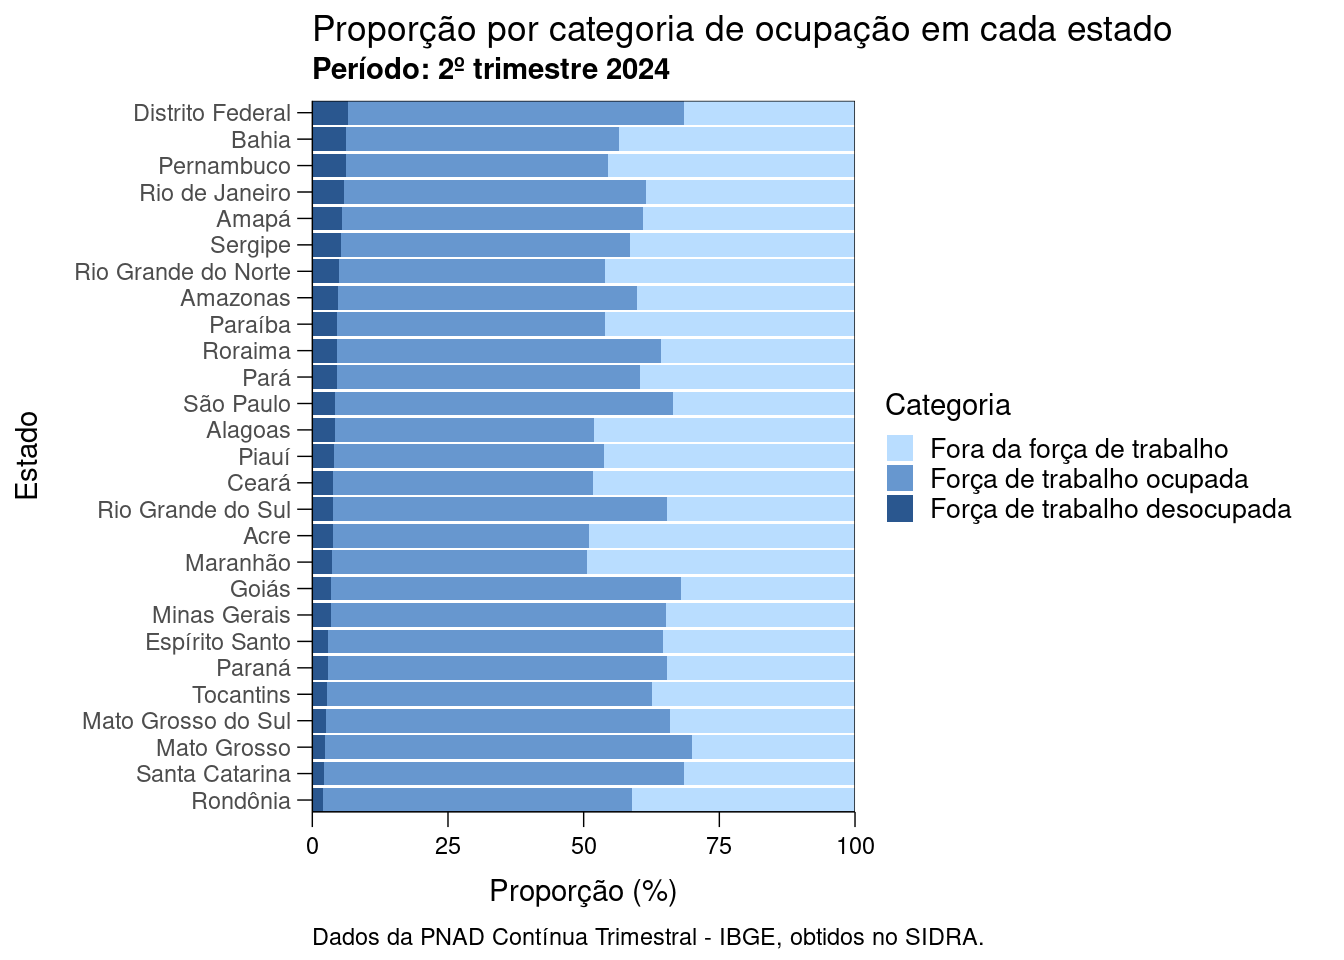 Proporção por categoria de ocupação em cada estado
Período: 2º trimestre 2024
Estado
Distrito Federal
Bahia
Pernambuco
Rio de Janeiro
Amapá
Sergipe
Rio Grande do Norte
Amazonas
Paraíba
Roraima
Pará
São Paulo
Alagoas
Piauí
Ceará
Rio Grande do Sul
Acre
Maranhão
Goiás
Minas Gerais
Espírito Santo
Paraná
Tocantins
Mato Grosso do Sul
Mato Grosso
Santa Catarina
Rondônia
0 25 50 75 100
Proporção (%)
Categoria
Fora da força de trabalho
Força de trabalho ocupada
Força de trabalho desocupada
Dados da PNAD Contínua Trimestral - IBGE, obtidos no SIDRA.